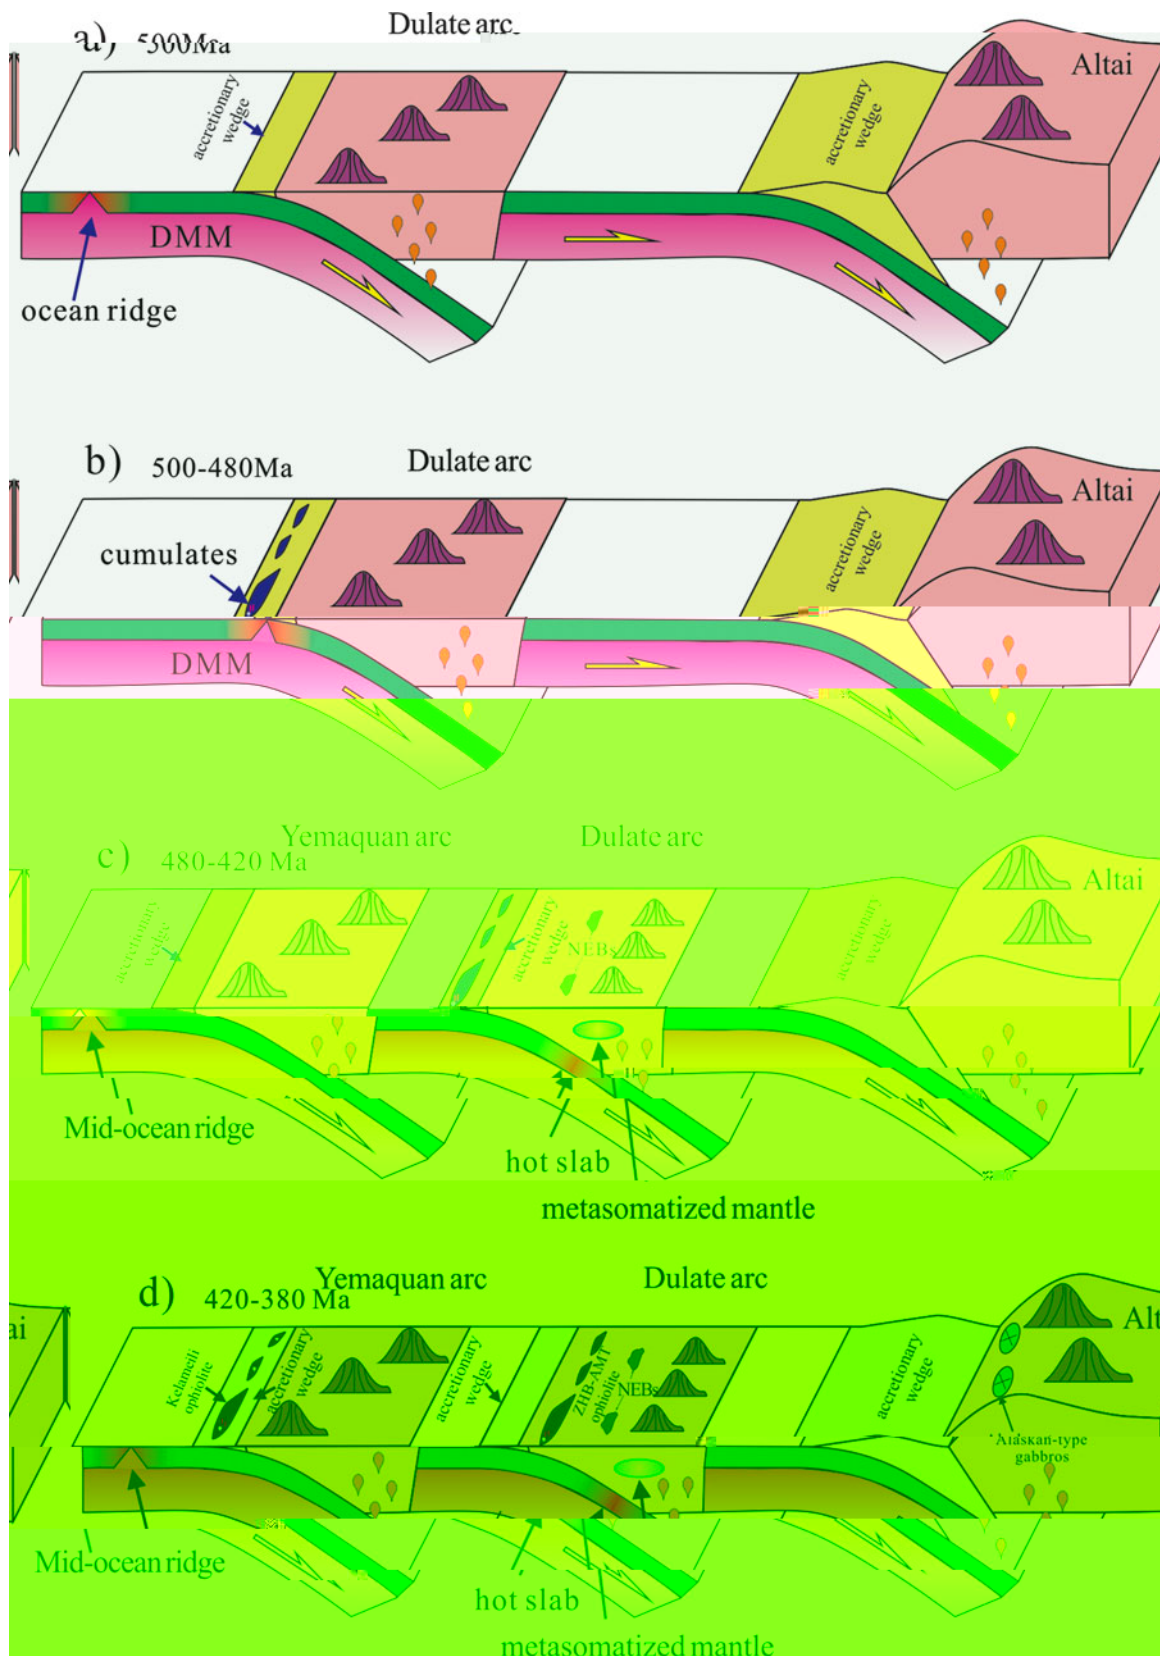 Dulate arc
a) 500Ma
Altai
accretionary
wedge
accretionary
wedge
DMM
ocean ridge
b) 500-480Ma
Dulate arc
Altai
accretionary
wedge
cumulates
DMM
Yemaquan arc
Dulate arc
c) 480-420 Ma
Altai
accretionary
wedge
accretionary
wedge
NEBs
accretionary
wedge
Mid-ocean ridge
hot slab
metasomatized mantle
Yemaquan arc
Dulate arc
d) 420-380 Ma
ai
Alt
Kelameili
ophiolite
accretionary
wedge
accretionary
wedge
ZHB-AMT
ophiolite
NEBs
accretionary
wedge
Alaskan-type
gabbros
Mid-ocean ridge
hot slab
metasomatized mantle